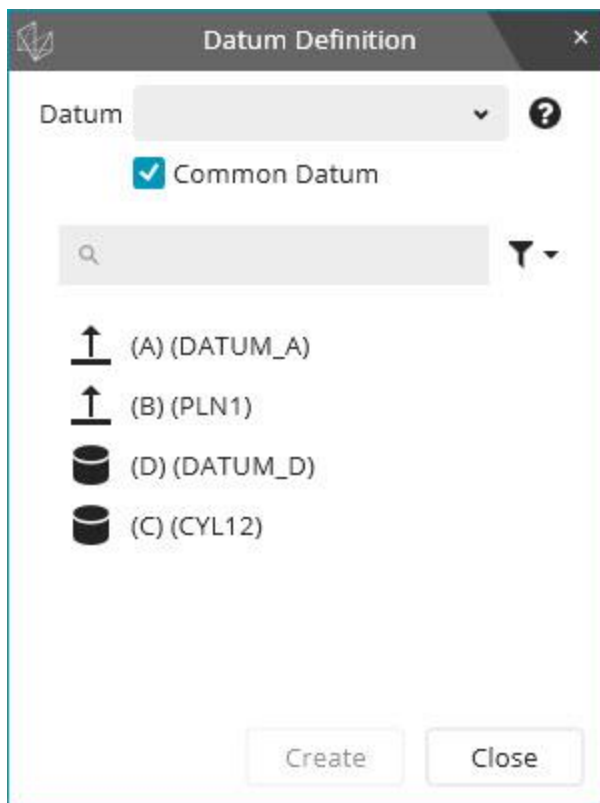 Datum Definition
Datum
Common Datum
(A) (DATUM_A)
(B) (PLN1)
(D) (DATUM_D)
(C) (CYL12)
Create Close